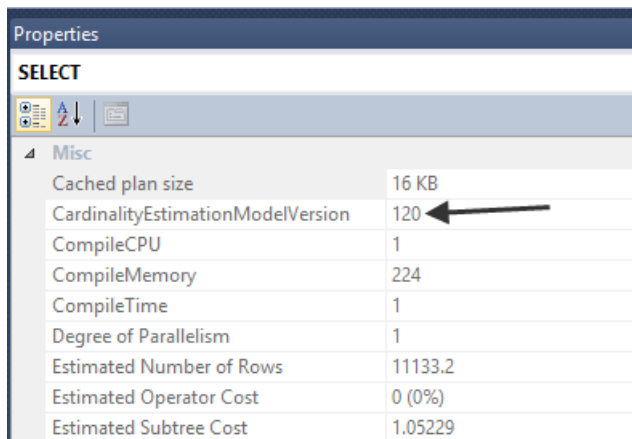 Properties
SELECT
Misc
Cached plan size 16 KB
CardinalityEstimationModelVersion 120
CompileCPU 1
CompileMemory 224
CompileTime 1
Degree of Parallelism 1
Estimated Number of Rows 11133.2
Estimated Operator Cost 0 (0%)
Estimated Subtree Cost 1.05229